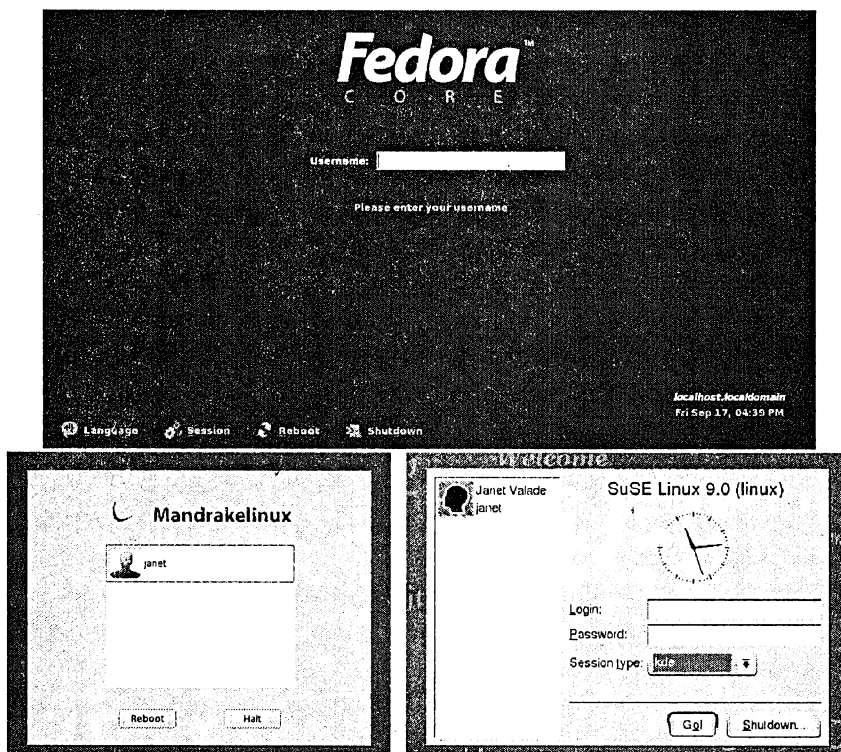 Fedora™
CORE
Username:
Please enter your username
localhost.localdomain
Fri Sep 17, 04:39 PM
Language Session Reboot Shutdown
Mandrakelinux
janet
Reboot Halt
Welcome
Janet Valade
janet
SuSE Linux 9.0 (linux)
Login:
Password:
Session type: kde
Go! Shutdown...